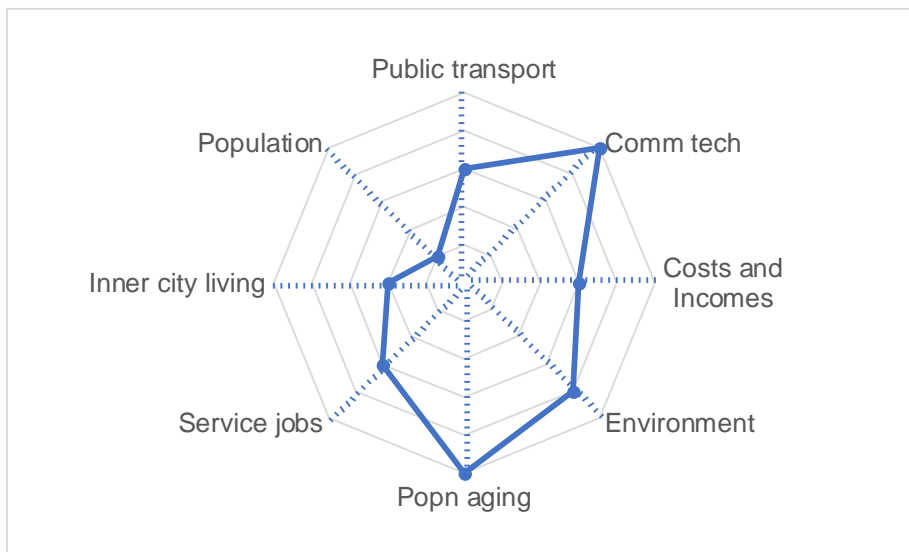 Public transport
Population
Comm tech
Inner city living
Costs and
Incomes
Service jobs
Environment
Popn aging